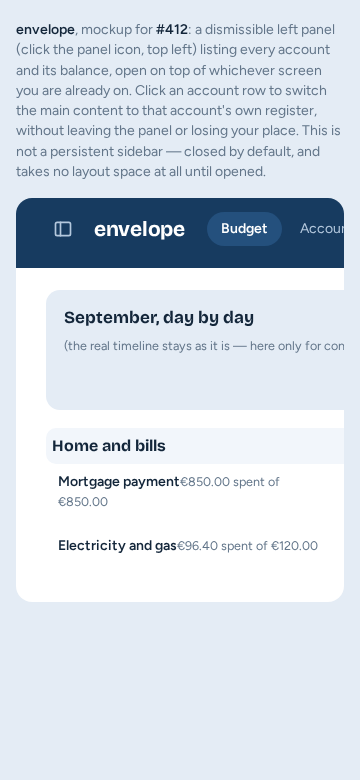 envelope, mockup for #412: a dismissible left panel
(click the panel icon, top left) listing every account
and its balance, open on top of whichever screen
you are already on. Click an account row to switch
the main content to that account's own register,
without leaving the panel or losing your place. This is
not a persistent sidebar — closed by default, and
takes no layout space at all until opened.
envelope Budget Accour
September, day by day
(the real timeline stays as it is — here only for con
Home and bills
Mortgage payment€850.00 spent of
€850.00
Electricity and gas€96.40 spent of €120.00